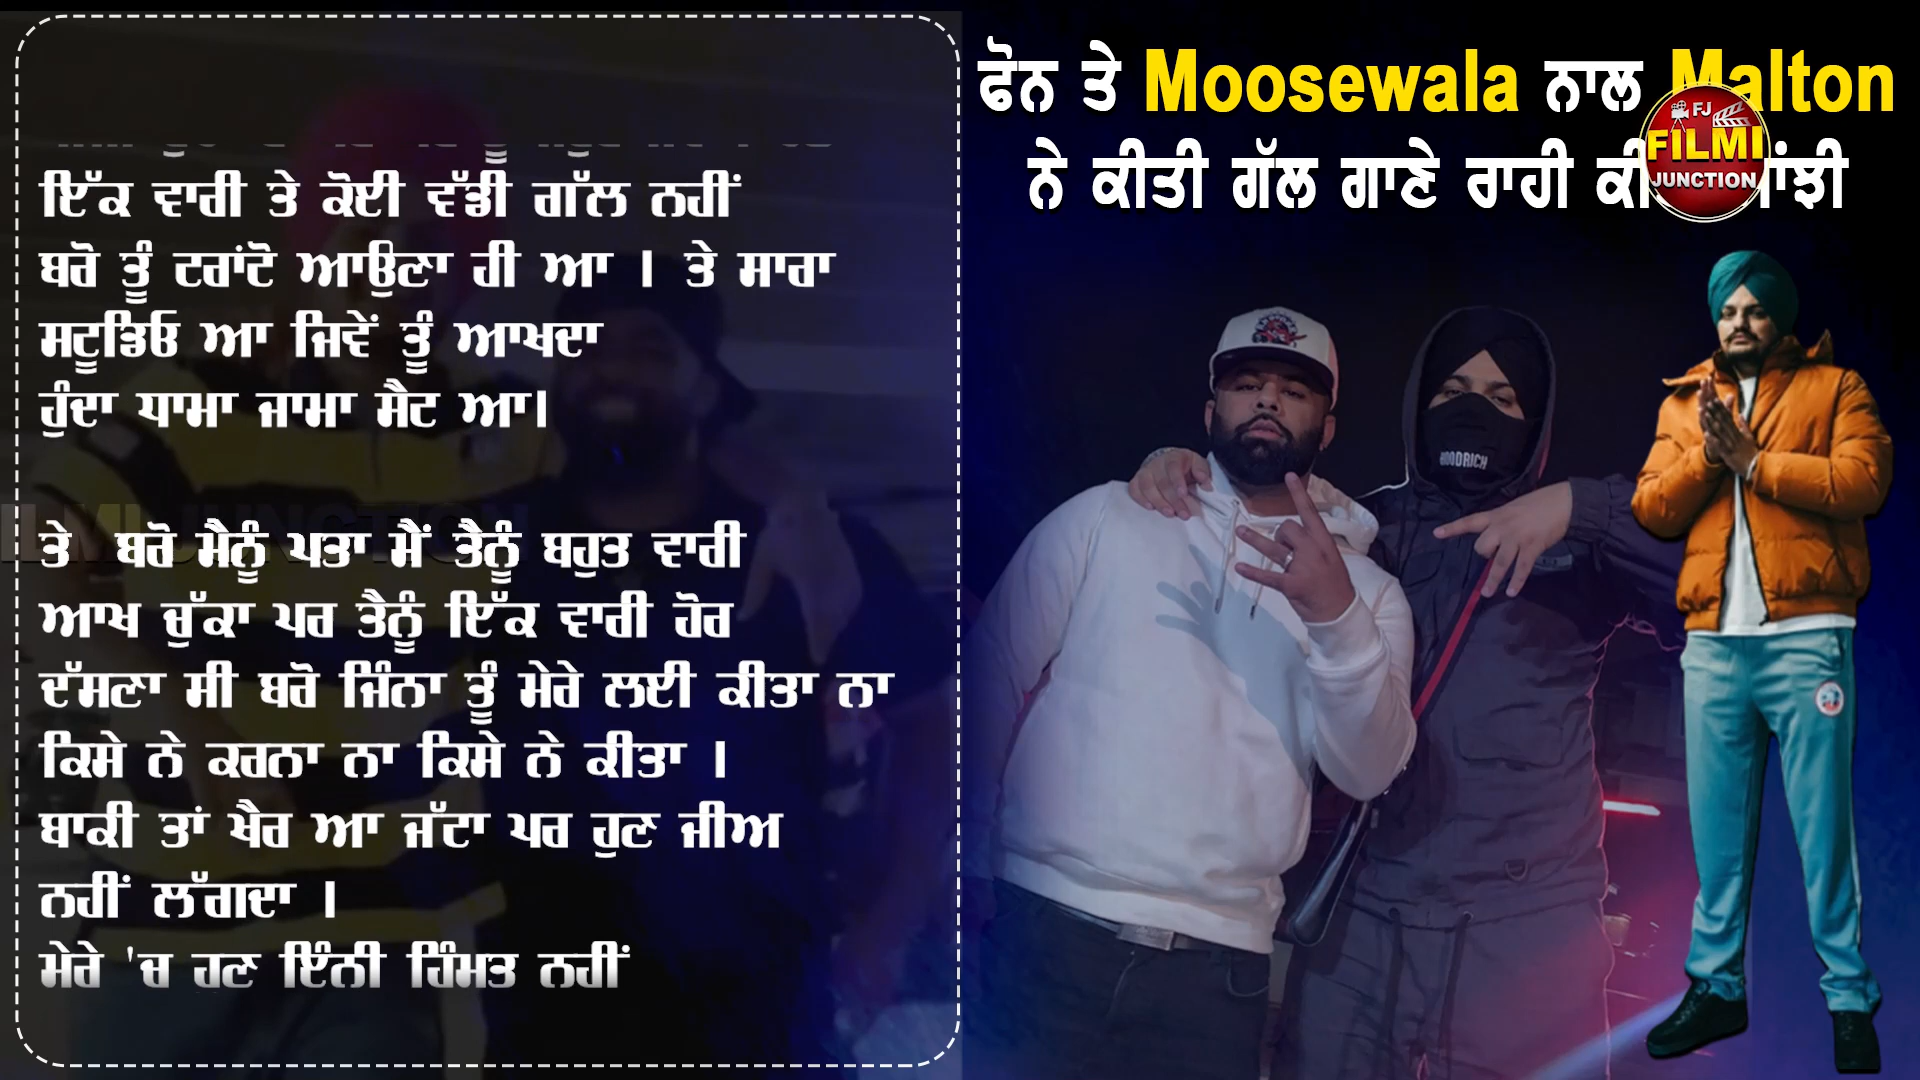 ਇੱਕ ਵਾਰੀ ਤੇ ਕੋਈ ਵੱਡੀ ਗੱਲ ਨਹੀਂ
ਬਰੋ ਤੂੰ ਟਰਾਂਟੋ ਆਉਣਾ ਹੀ ਆ । ਤੇ ਸਾਰਾ
ਸਟੂਡਿਓ ਆ ਜਿਵੇਂ ਤੂੰ ਆਖਦਾ
ਹੁੰਦਾ ਧਾਮਾ ਜਾਮਾ ਸੈਟ ਆ।
ਤੇ ਬਰੋ ਮੈਨੂੰ ਪਤਾ ਮੈਂ ਤੈਨੂੰ ਬਹੁਤ ਵਾਰੀ
ਆਖ ਚੁੱਕਾ ਪਰ ਤੈਨੂੰ ਇੱਕ ਵਾਰੀ ਹੋਰ
ਦੱਸਣਾ ਸੀ ਬਰੋ ਜਿੰਨਾ ਤੂੰ ਮੇਰੇ ਲਈ ਕੀਤਾ ਨਾ
ਕਿਸੇ ਨੇ ਕਰਨਾ ਨਾ ਕਿਸੇ ਨੇ ਕੀਤਾ ।
ਬਾਕੀ ਤਾਂ ਖੈਰ ਆ ਜੱਟਾ ਪਰ ਹੁਣ ਜੀਅ
ਨਹੀਂ ਲੱਗਦਾ ।
ਮੇਰੇ 'ਚ ਹੁਣ ਇੰਨੀ ਹਿੰਮਤ ਨਹੀਂ
ਫੋਨ ਤੇ Moosewala ਨਾਲ Malton
ਨੇ ਕੀਤੀ ਗੱਲ ਗਾਣੇ ਰਾਹੀ
FJ
FILMI
JUNCTION
HOODRICH